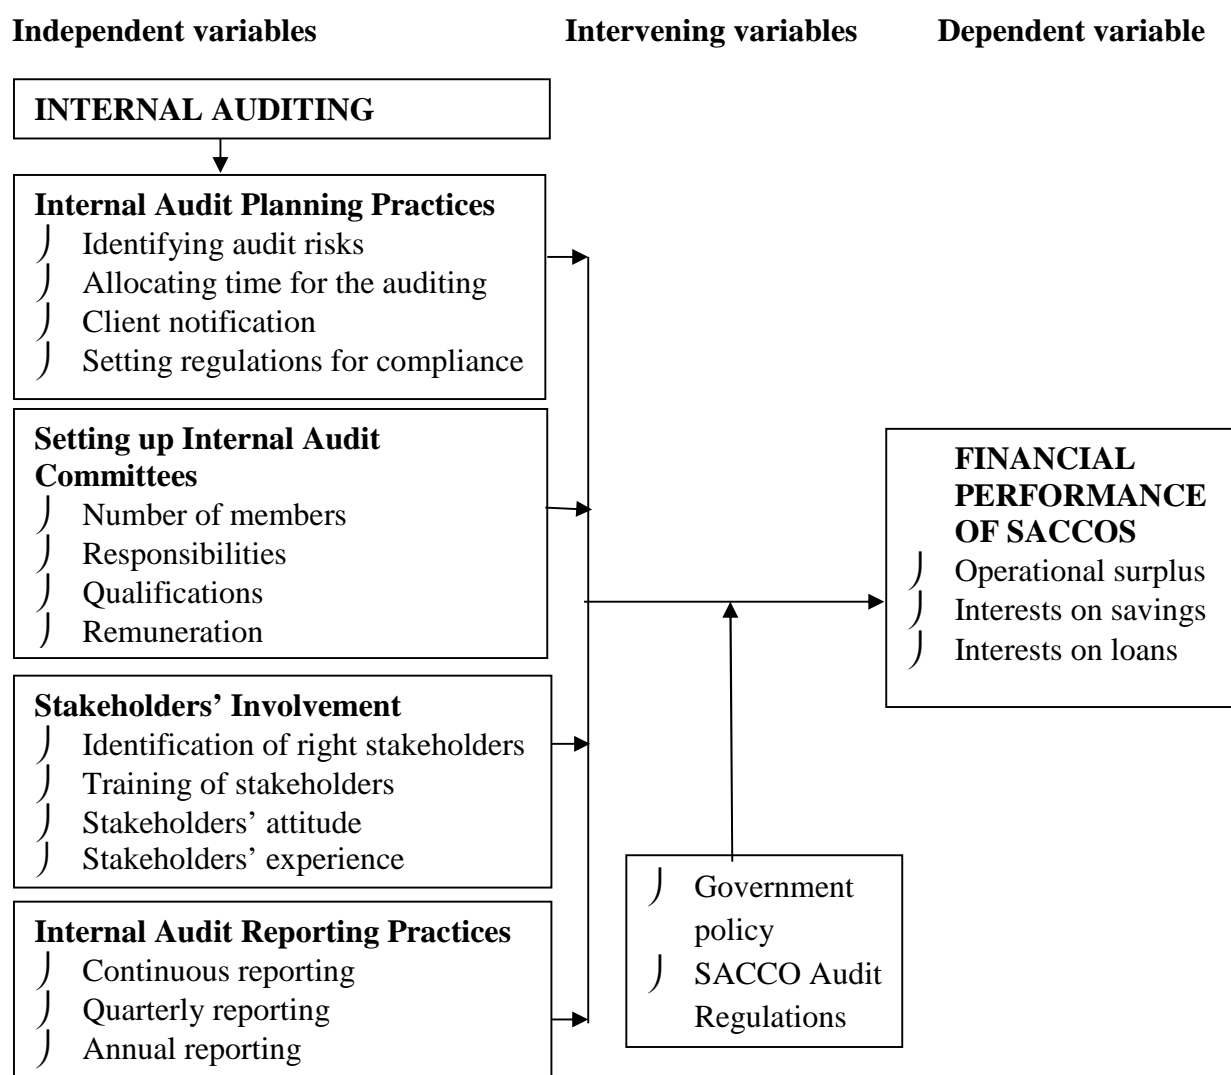 Independent variables
Intervening variables
Dependent variable
INTERNAL AUDITING
Internal Audit Planning Practices
Identifying audit risks
Allocating time for the auditing
Client notification
Setting regulations for compliance
Setting up Internal Audit
Committees
Number of members
Responsibilities
Qualifications
Remuneration
Stakeholders’ Involvement
Identification of right stakeholders
Training of stakeholders
Stakeholders’ attitude
Stakeholders’ experience
Internal Audit Reporting Practices
Continuous reporting
Quarterly reporting
Annual reporting
Government
policy
SACCO Audit
Regulations
FINANCIAL
PERFORMANCE
OF SACCOS
Operational surplus
Interests on savings
Interests on loans